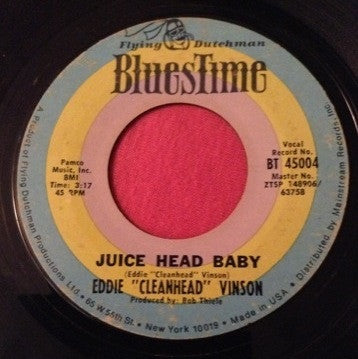 Flying Dutchman
BluesTime
Pamco
Music, Inc.
BMI
Time: 3:17
45 RPM
Vocal
Record No.
BT 45004
Master No.
ZTSP 148906/
63758
JUICE HEAD BABY
(Eddie "Cleanhead" Vinson)
EDDIE "CLEANHEAD" VINSON
Produced by: Bob Thiele
A Product of Flying Dutchman Productions Ltd. • 65 W. 55th St. New York 10019 • Made in USA. • Distributed by Mainstream Records Inc.